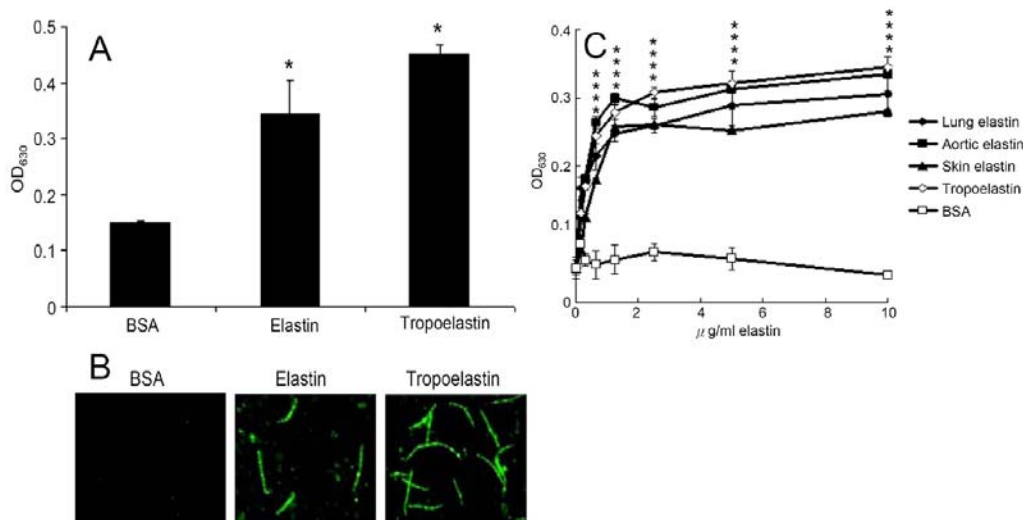 A
OD630
0.5
0.4
0.3
0.2
0.1
0
*
*
BSA
Elastin
Tropoelastin
B
BSA
Elastin
Tropoelastin
C
OD630
0.4
0.3
0.2
0.1
0
****
****
****
****
****
0
2
4
6
8
10
μg/ml elastin
Lung elastin
Aortic elastin
Skin elastin
Tropoelastin
BSA